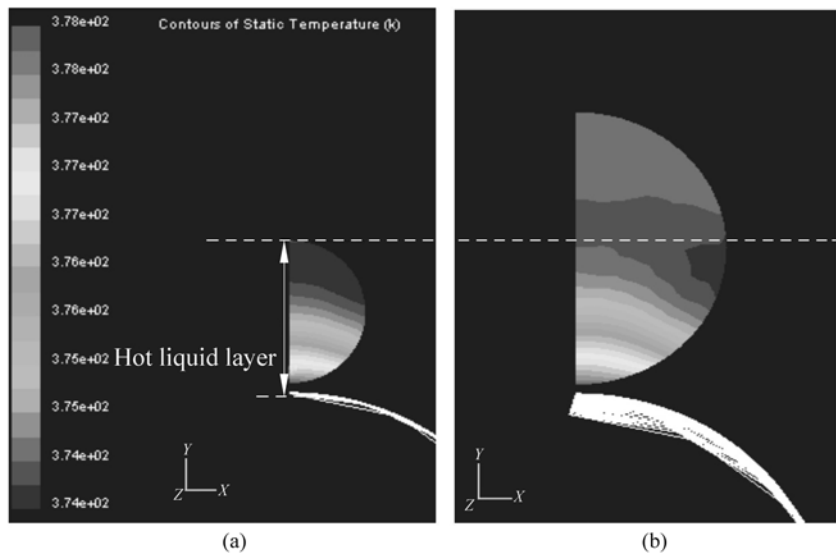 Contours of Static Temperature (k)
3.78e+02
3.78e+02
3.77e+02
3.77e+02
3.77e+02
3.76e+02
3.76e+02
3.75e+02
3.75e+02
3.74e+02
3.74e+02
Hot liquid layer
Y
Z X
Y
Z X
(a)
(b)